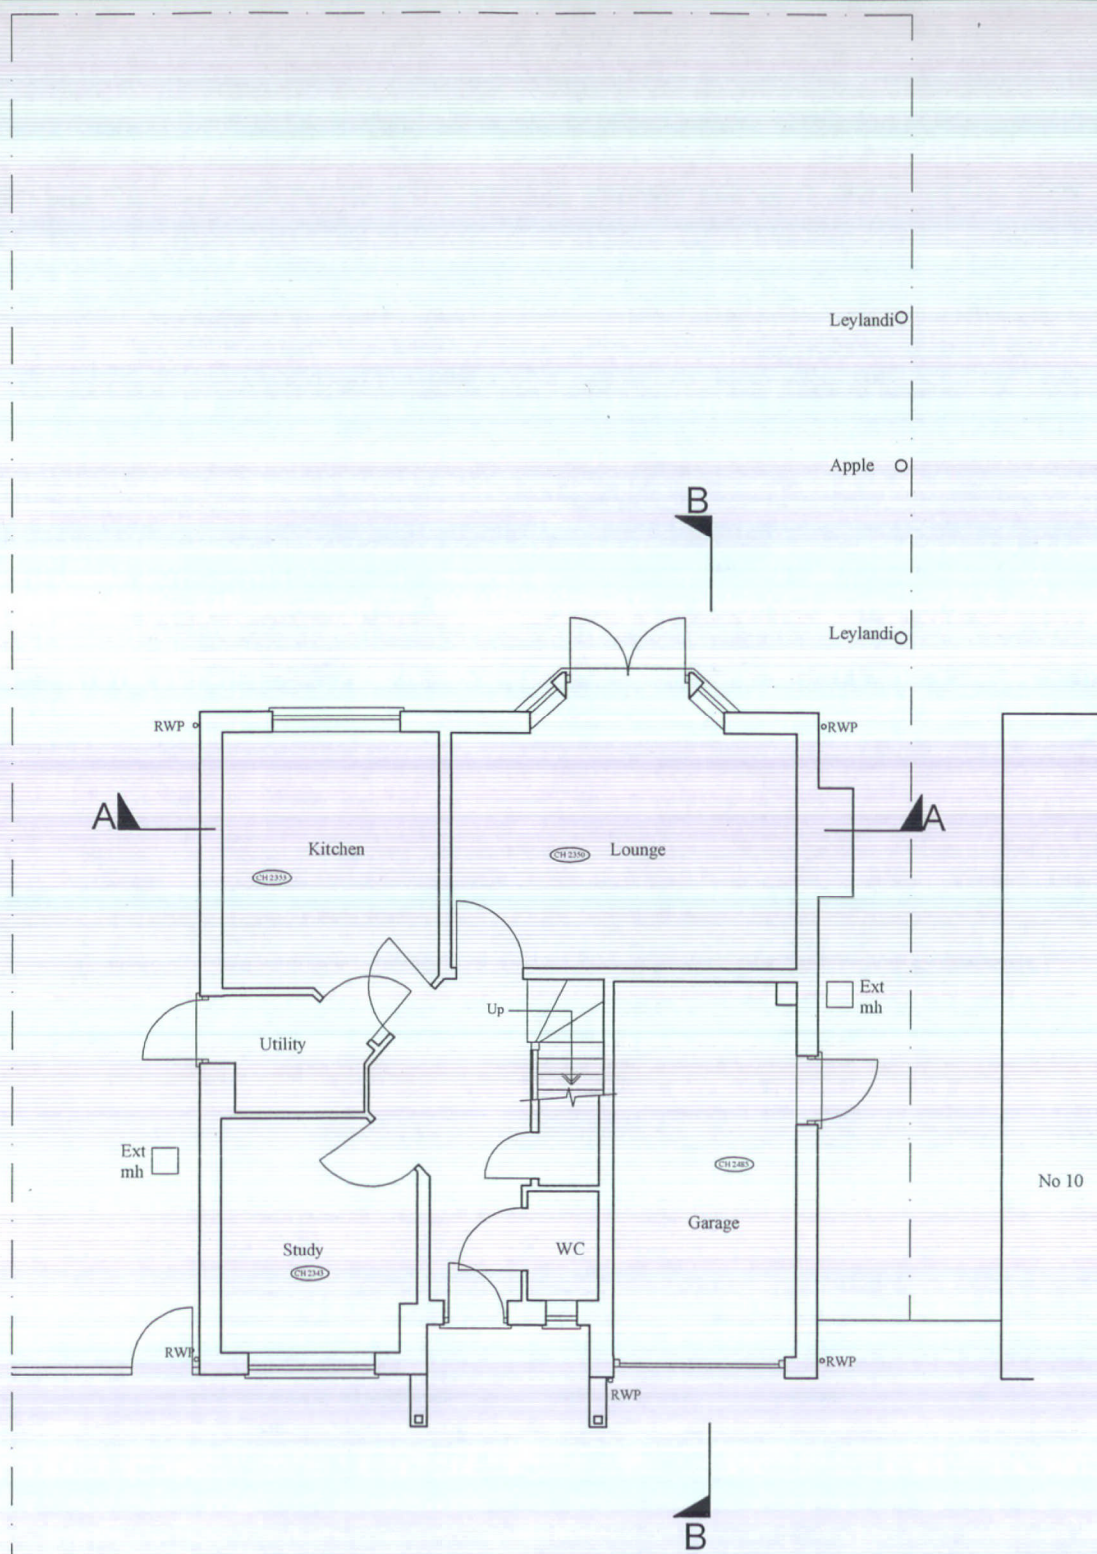 Leylandi
Apple
B
Leylandi
RWP
RWP
A
A
Kitchen
CH 2350
Lounge
CH 2353
Up
Ext
mh
Utility
Ext
mh
CH 2485
No 10
Garage
Study
WC
CH 2343
RWP
RWP
RWP
B